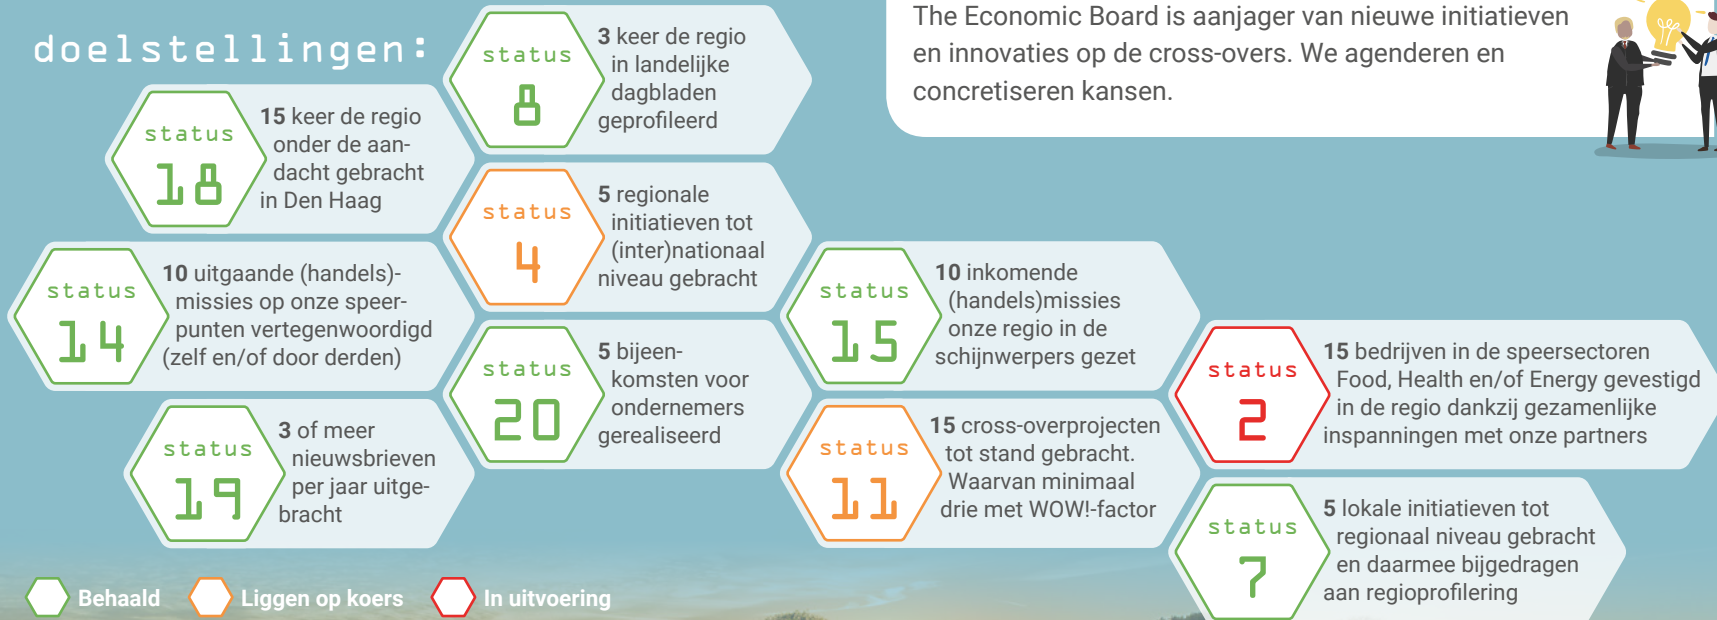 doelstellingen:
status
8
3 keer de regio
in landelijke
dagbladen
geprofileerd
status
18
15 keer de regio
onder de aan-
dacht gebracht
in Den Haag
status
4
5 regionale
initiatieven tot
(inter)nationaal
niveau gebracht
status
14
10 uitgaande (handels)-
missies op onze speer-
punten vertegenwoordigd
(zelf en/of door derden)
status
20
5 bijeen-
komsten voor
ondernemers
gerealiseerd
status
19
3 of meer
nieuwsbrieven
per jaar uitge-
bracht
The Economic Board is aanjager van nieuwe initiatieven
en innovaties op de cross-overs. We agenderen en
concretiseren kansen.
status
15
10 inkomende
(handels)missies
onze regio in de
schijnwerpers gezet
status
11
15 cross-overprojecten
tot stand gebracht.
Waarvan minimaal
drie met WOW!-factor
status
2
15 bedrijven in de speersectoren
Food, Health en/of Energy gevestigd
in de regio dankzij gezamenlijke
inspanningen met onze partners
status
7
5 lokale initiatieven tot
regionaal niveau gebracht
en daarmee bijgedragen
aan regioprofilering
Behaald
Liggen op koers
In uitvoering